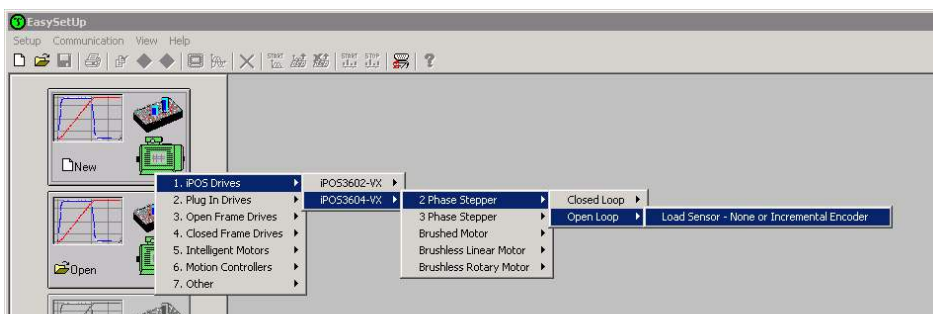 EasySetUp
Setup Communication View Help
START START STOP
New
1. iPOS Drives
2. Plug In Drives
3. Open Frame Drives
4. Closed Frame Drives
5. Intelligent Motors
6. Motion Controllers
7. Other
iPOS3602-VX
iPOS3604-VX
2 Phase Stepper
3 Phase Stepper
Brushed Motor
Brushless Linear Motor
Brushless Rotary Motor
Closed Loop
Open Loop
Load Sensor - None or Incremental Encoder
Open